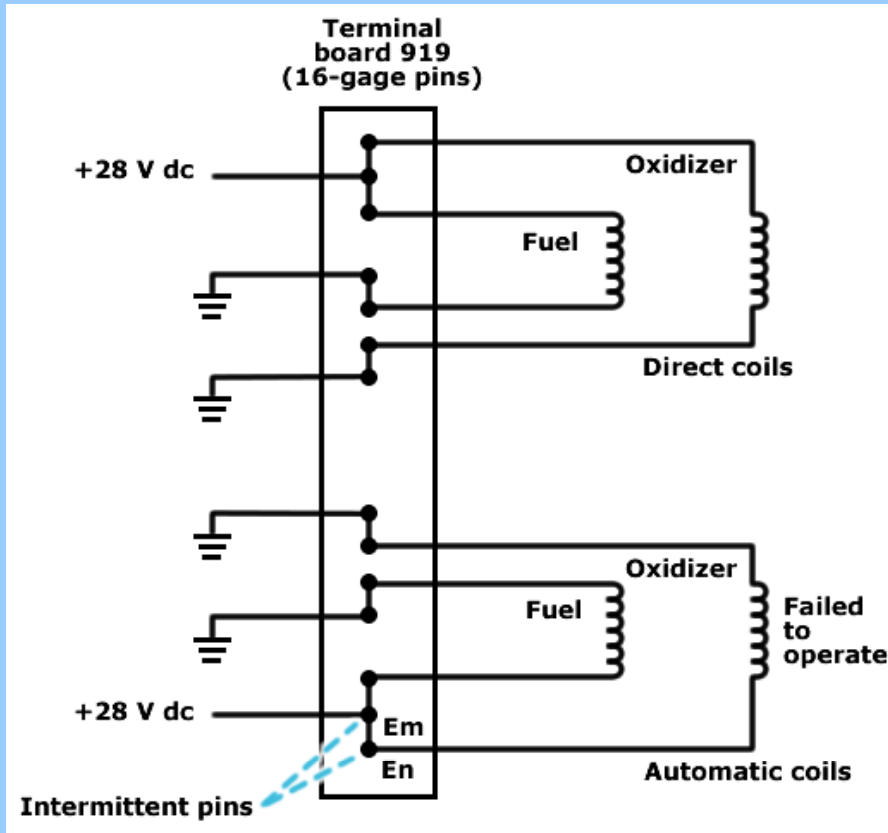 Terminal
board 919
(16-gage pins)
+28 V dc
Oxidizer
Fuel
Direct coils
Oxidizer
Fuel
Failed
to
operate
+28 V dc
Em
En
Automatic coils
Intermittent pins